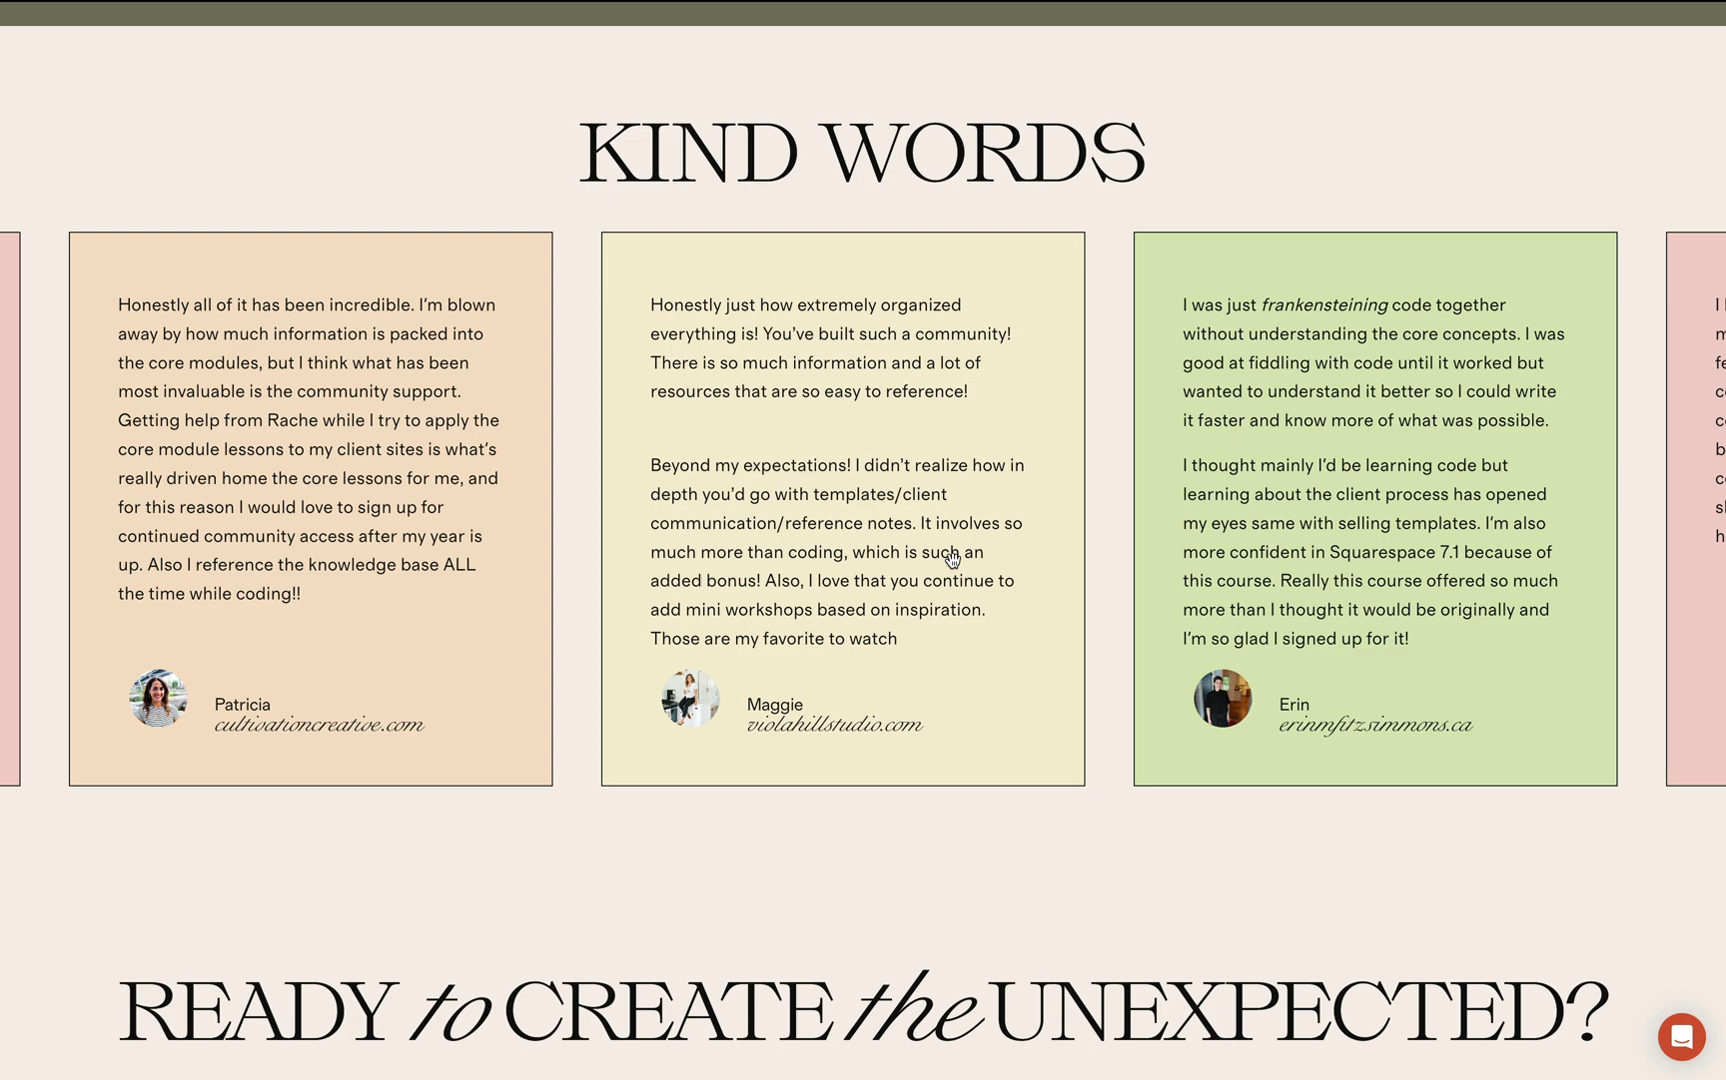 KIND WORDS
Honestly all of it has been incredible. I'm blown
away by how much information is packed into
the core modules, but I think what has been
most invaluable is the community support.
Getting help from Rache while I try to apply the
core module lessons to my client sites is what's
really driven home the core lessons for me, and
for this reason I would love to sign up for
continued community access after my year is
up. Also I reference the knowledge base ALL
the time while coding!!
Patricia
cultivationcreative.com
Honestly just how extremely organized
everything is! You've built such a community!
There is so much information and a lot of
resources that are so easy to reference!
Beyond my expectations! I didn't realize how in
depth you'd go with templates/client
communication/reference notes. It involves so
much more than coding, which is such an
added bonus! Also, I love that you continue to
add mini workshops based on inspiration.
Those are my favorite to watch
Maggie
violahillstudio.com
I was just frankensteining code together
without understanding the core concepts. I was
good at fiddling with code until it worked but
wanted to understand it better so I could write
it faster and know more of what was possible.
I thought mainly I'd be learning code but
learning about the client process has opened
my eyes same with selling templates. I'm also
more confident in Squarespace 7.1 because of
this course. Really this course offered so much
more than I thought it would be originally and
I'm so glad I signed up for it!
Erin
erinmfitzsimmons.ca
READY to CREATE the UNEXPECTED?